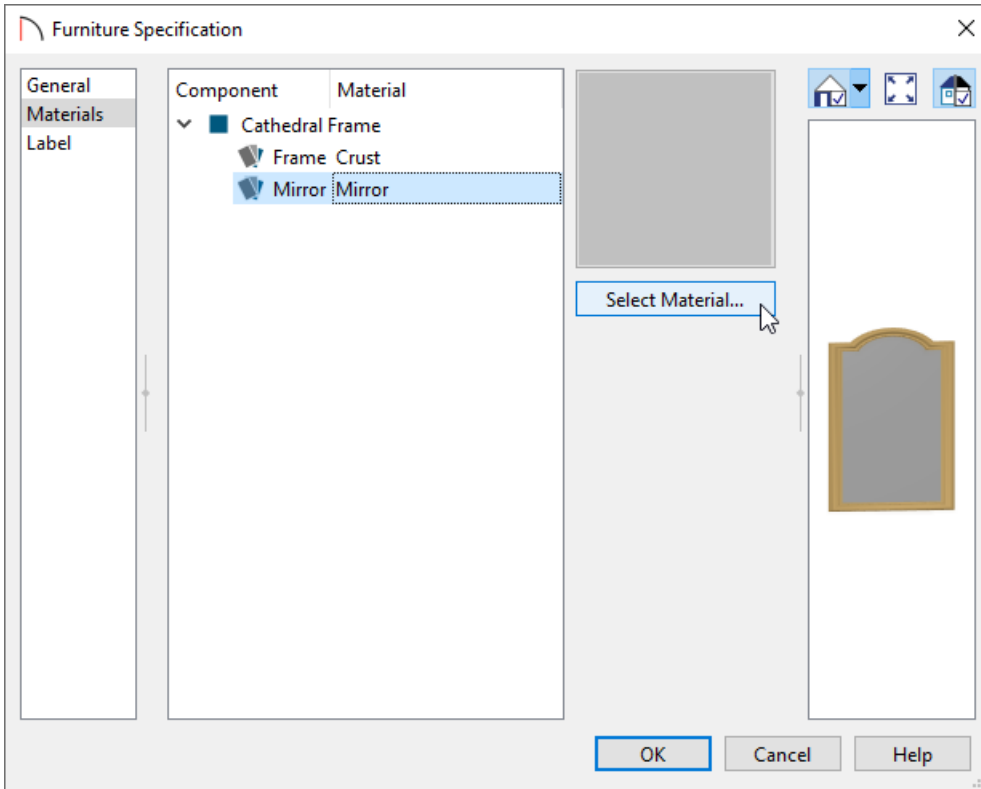 Furniture Specification
General
Materials
Label
Component Material
Cathedral Frame
Frame Crust
Mirror Mirror
Select Material...
OK Cancel Help